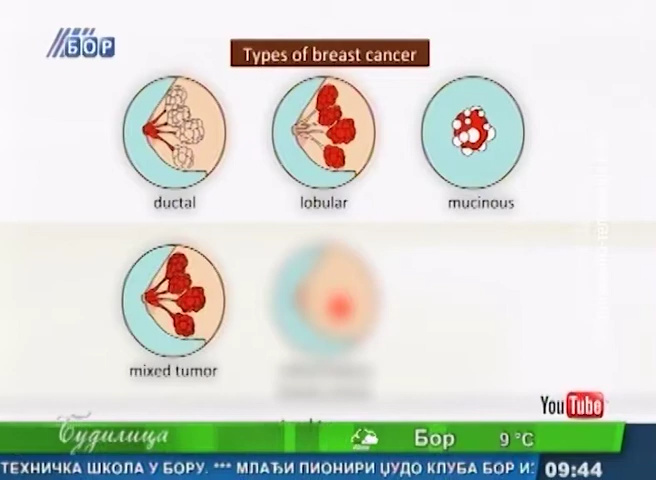 БОР
Types of breast cancer
ductal
lobular
mucinous
mixed tumor
YouTube
Будилица
Бор
9 °C
ТЕХНИЧКА ШКОЛА У БОРУ. *** МЛАЂИ ПИОНИРИ ЏУДО КЛУБА БОР И
09:44